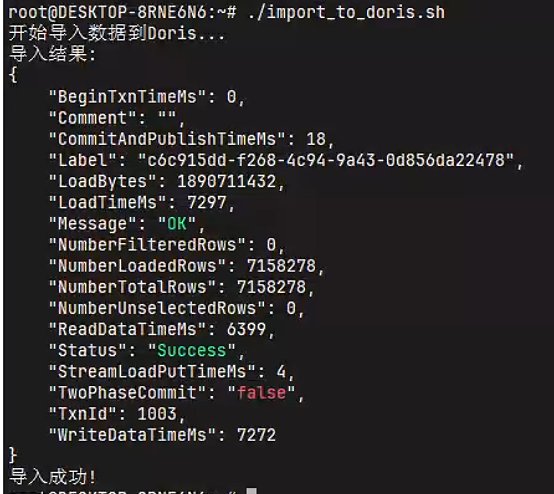 root@DESKTOP-8RNE6N6:~# ./import_to_doris.sh
开始导入数据到Doris...
导入结果:
{
    "BeginTxnTimeMs": 0,
    "Comment": "",
    "CommitAndPublishTimeMs": 18,
    "Label": "c6c915dd-f268-4c94-9a43-0d856da22478",
    "LoadBytes": 1890711432,
    "LoadTimeMs": 7297,
    "Message": "OK",
    "NumberFilteredRows": 0,
    "NumberLoadedRows": 7158278,
    "NumberTotalRows": 7158278,
    "NumberUnselectedRows": 0,
    "ReadDataTimeMs": 6399,
    "Status": "Success",
    "StreamLoadPutTimeMs": 4,
    "TwoPhaseCommit": "false",
    "TxnId": 1003,
    "WriteDataTimeMs": 7272
}
导入成功!
root@DESKTOP-8RNE6N6:~#